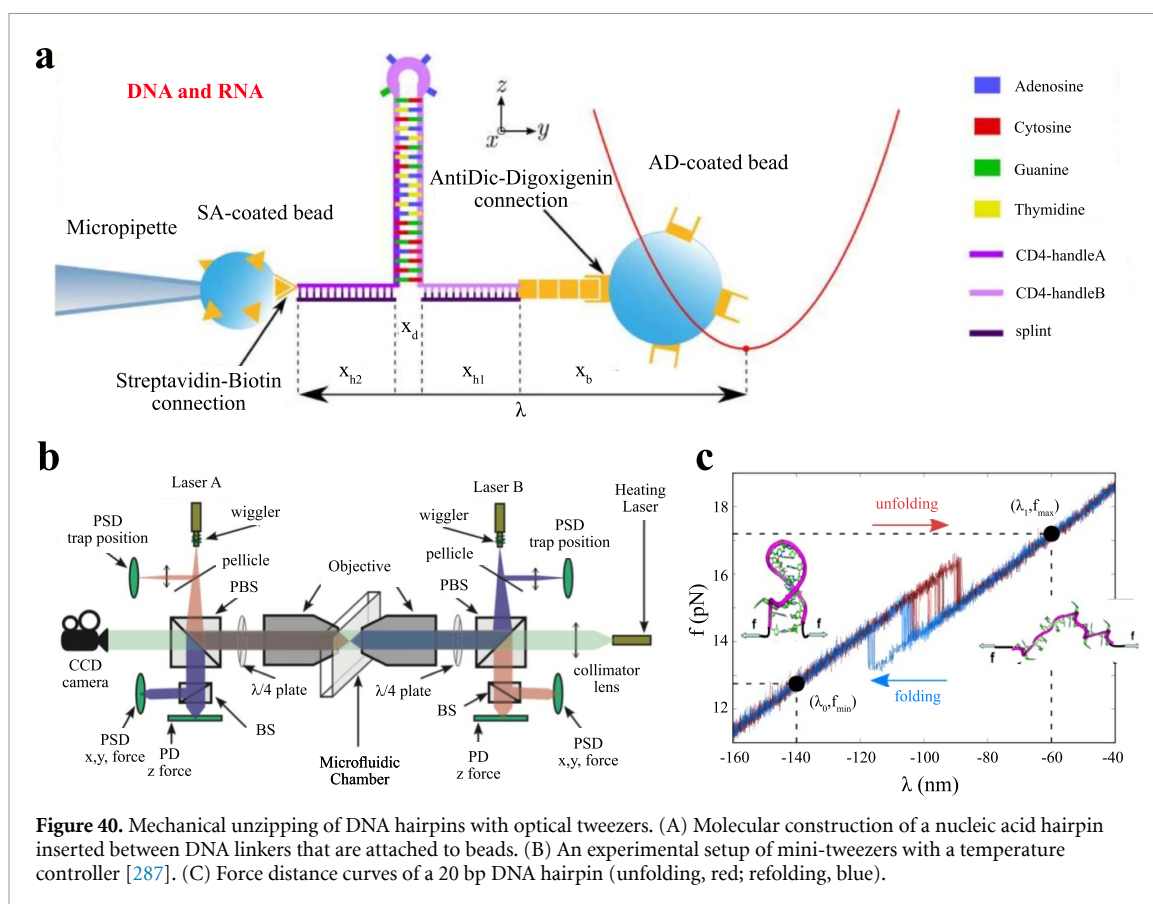 a
DNA and RNA
z
y
x
Micropipette
SA-coated bead
AntiDic-Digoxigenin
connection
AD-coated bead
Streptavidin-Biotin
connection
x_d
x_h2
x_h1
x_b
λ
Adenosine
Cytosine
Guanine
Thymidine
CD4-handleA
CD4-handleB
splint
b
Laser A
wiggler
PSD
trap position
pellicle
PBS
Objective
CCD
camera
λ/4 plate
BS
PSD
x,y, force
PD
z force
Microfluidic
Chamber
Laser B
wiggler
pellicle
PBS
PSD
trap position
Heating
Laser
collimator
lens
λ/4 plate
BS
PD
z force
PSD
x,y, force
c
f (pN)
18
16
14
12
unfolding
(λ₁,f_max)
f
f
f
f
folding
(λ₀,f_min)
-160
-140
-120
-100
-80
-60
-40
λ (nm)
Figure 40. Mechanical unzipping of DNA hairpins with optical tweezers. (A) Molecular construction of a nucleic acid hairpin
inserted between DNA linkers that are attached to beads. (B) An experimental setup of mini-tweezers with a temperature
controller [287]. (C) Force distance curves of a 20 bp DNA hairpin (unfolding, red; refolding, blue).